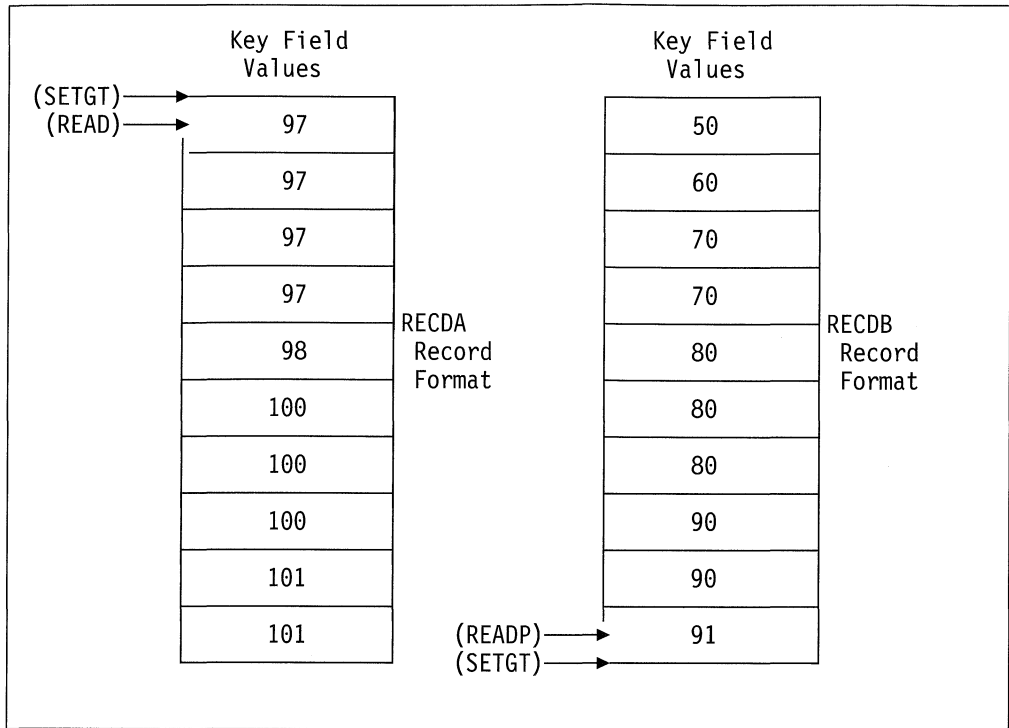 Key Field
Values
(SETGT)
(READ)
97
97
97
97
98
100
100
100
101
101
RECDA
Record
Format
Key Field
Values
50
60
70
70
80
80
80
90
90
91
RECDB
Record
Format
(READP)
(SETGT)